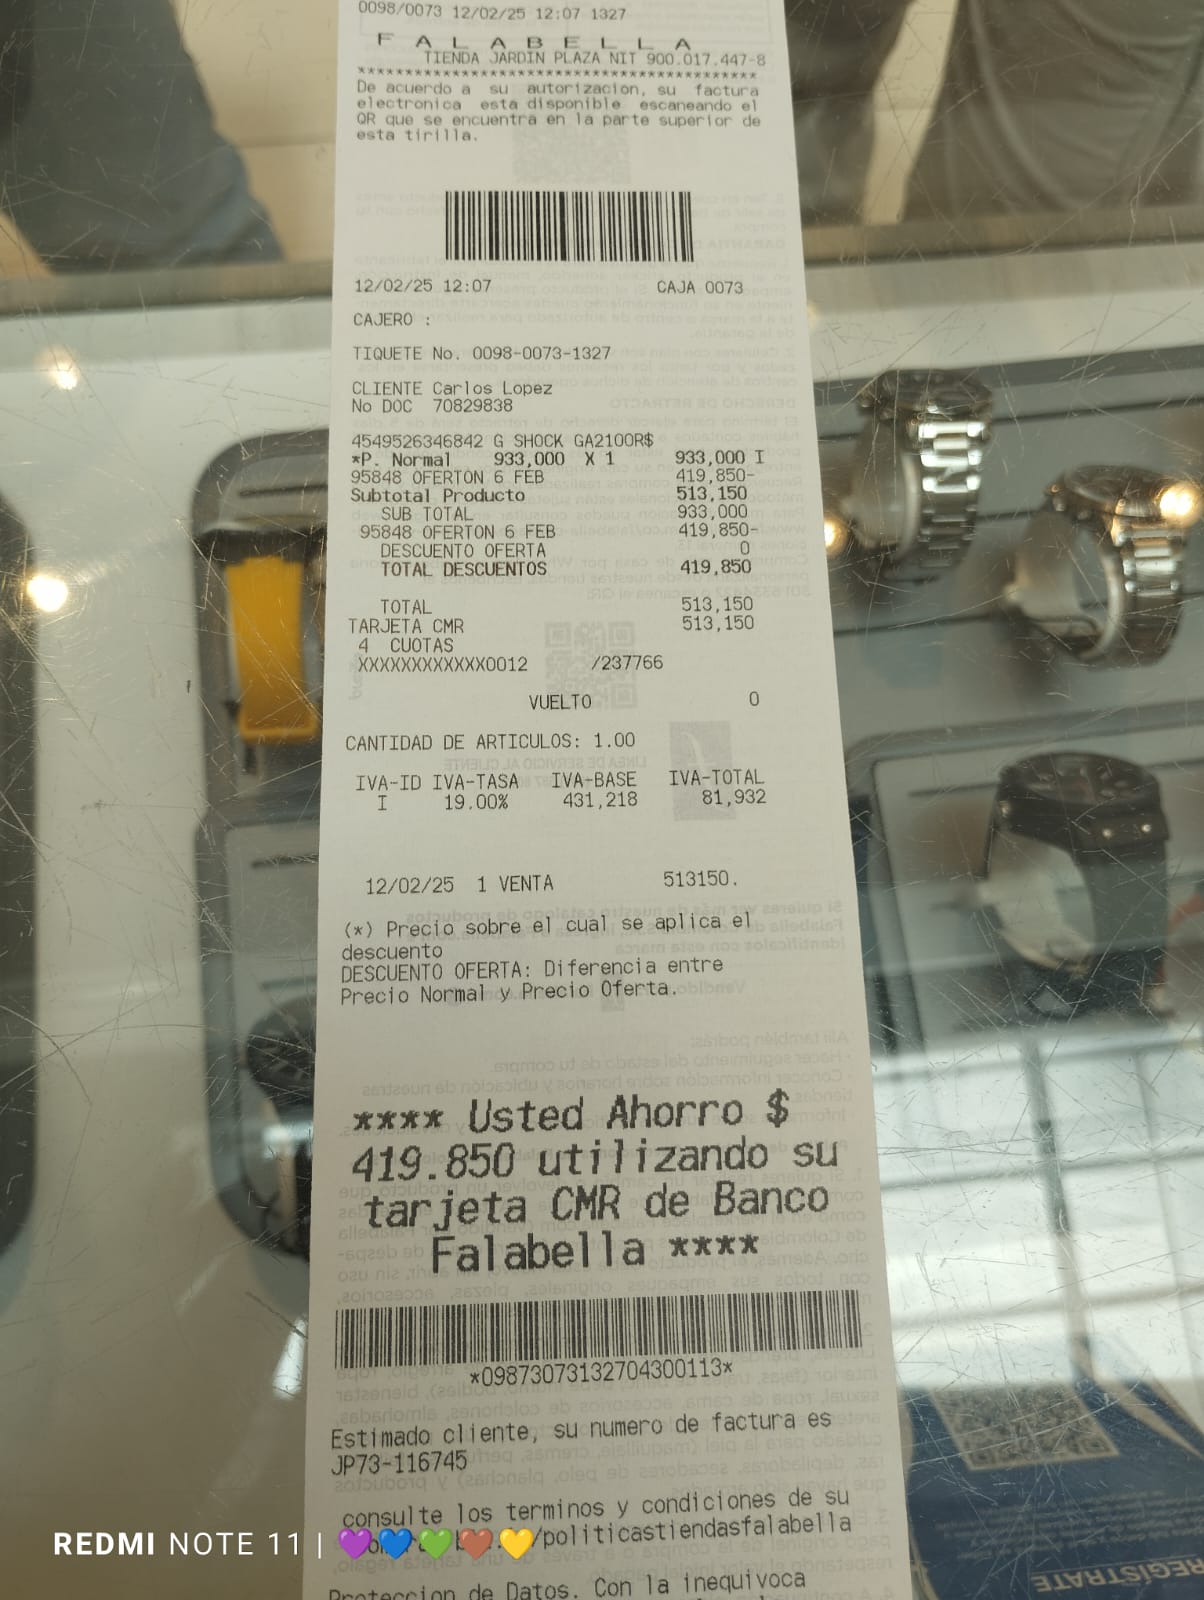 0098/0073 12/02/25 12:07 1327
F A L A B E L L A
TIENDA JARDIN PLAZA NIT 900.017.447-8
******************************************
De acuerdo a su autorizacion, su factura
electronica esta disponible escaneando el
QR que se encuentra en la parte superior de
esta tirilla.
12/02/25 12:07 CAJA 0073
CAJERO :
TIQUETE No. 0098-0073-1327
CLIENTE Carlos Lopez
No DOC 70829838
4549526346842 G SHOCK GA2100R$
*P. Normal 933,000 X 1 933,000 I
95848 OFERTON 6 FEB 419,850-
Subtotal Producto 513,150
SUB TOTAL 933,000
95848 OFERTON 6 FEB 419,850-
DESCUENTO OFERTA 0
TOTAL DESCUENTOS 419,850
TOTAL 513,150
TARJETA CMR 513,150
4 CUOTAS
XXXXXXXXXXXX0012 /237766
VUELTO 0
CANTIDAD DE ARTICULOS: 1.00
IVA-ID IVA-TASA IVA-BASE IVA-TOTAL
I 19.00% 431,218 81,932
12/02/25 1 VENTA 513150.
(*) Precio sobre el cual se aplica el
descuento
DESCUENTO OFERTA: Diferencia entre
Precio Normal y Precio Oferta.
**** Usted Ahorro $
419.850 utilizando su
tarjeta CMR de Banco
Falabella ****
*09873073132704300113*
Estimado cliente, su numero de factura es
JP73-116745
consulte los terminos y condiciones de su
/politicastiendasfalabella
Proteccion de Datos. Con la inequivoca
REGÍSTRATE
REDMI NOTE 11 | 💜💙💚🤎💛